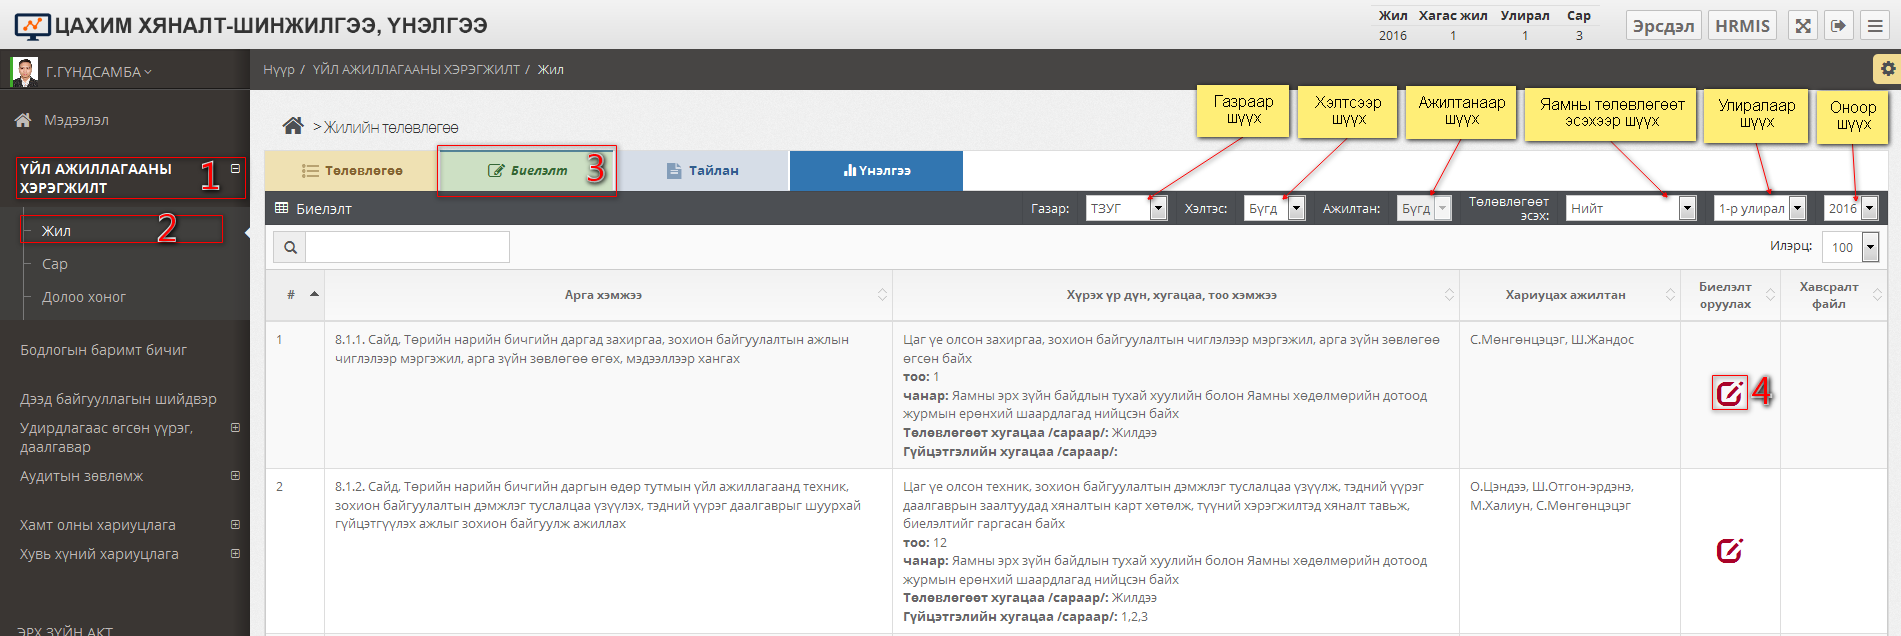 ЦАХИМ ХЯНАЛТ-ШИНЖИЛГЭЭ, ҮНЭЛГЭЭ
Жил Хагас жил Улирал Сар
2016 1 1 3
Эрсдэл HRMIS
Г.ГҮНДСАМБА
Нүүр / ҮЙЛ АЖИЛЛАГААНЫ ХЭРЭГЖИЛТ / Жил
Мэдээлэл
ҮЙЛ АЖИЛЛАГААНЫ
ХЭРЭГЖИЛТ
1
Жил
2
Сар
Долоо хоног
Бодлогын баримт бичиг
Дээд байгууллагын шийдвэр
Удирдлагаас өгсөн үүрэг,
даалгавар
Аудитын зөвлөмж
Хамт олны хариуцлага
Хувь хүний хариуцлага
ЭРХ ЗҮЙН АКТ
> Жилийн төлөвлөгөө
Газраар
шүүх
Хэлтсээр
шүүх
Ажилтанаар
шүүх
Яамны төлөвлөгөөт
эсэхээр шүүх
Улиралаар
шүүх
Оноор
шүүх
Төлөвлөгөө
Биелэлт
3
Тайлан
Үнэлгээ
Биелэлт
Газар: ТЗУГ
Хэлтэс: Бүгд
Ажилтан: Бүгд
Төлөвлөгөөт
эсэх:
Нийт
1-р улирал
2016
Илэрц: 100
# Арга хэмжээ Хүрэх үр дүн, хугацаа, тоо хэмжээ Хариуцах ажилтан
Биелэлт
оруулах
Хавсралт
файл
1
8.1.1. Сайд, Төрийн нарийн бичгийн даргад захиргаа, зохион байгуулалтын ажлын
чиглэлээр мэргэжил, арга зүйн зөвлөгөө өгөх, мэдээллээр хангах
Цаг үе олсон захиргаа, зохион байгуулалтын чиглэлээр мэргэжил, арга зүйн зөвлөгөө
өгсөн байх
тоо: 1
чанар: Яамны эрх зүйн байдлын тухай хуулийн болон Яамны хөдөлмөрийн дотоод
журмын ерөнхий шаардлагад нийцсэн байх
Төлөвлөгөөт хугацаа /сараар/: Жилдээ
Гүйцэтгэлийн хугацаа /сараар/:
С.Мөнгөнцэцэг, Ш.Жандос
4
2
8.1.2. Сайд, Төрийн нарийн бичгийн даргын өдөр тутмын үйл ажиллагаанд техник,
зохион байгуулалтын дэмжлэг туслалцаа үзүүлэх, тэдний үүрэг даалгаврыг шуурхай
гүйцэтгүүлэх ажлыг зохион байгуулж ажиллах
Цаг үе олсон техник, зохион байгуулалтын дэмжлэг туслалцаа үзүүлж, тэдний үүрэг
даалгаврын заалтуудад хяналтын карт хөтөлж, түүний хэрэгжилтэд хяналт тавьж,
биелэлтийг гаргасан байх
тоо: 12
чанар: Яамны эрх зүйн байдлын тухай хуулийн болон Яамны хөдөлмөрийн дотоод
журмын ерөнхий шаардлагад нийцсэн байх
Төлөвлөгөөт хугацаа /сараар/: Жилдээ
Гүйцэтгэлийн хугацаа /сараар/: 1,2,3
О.Цэндээ, Ш.Отгон-эрдэнэ,
М.Халиун, С.Мөнгөнцэцэг